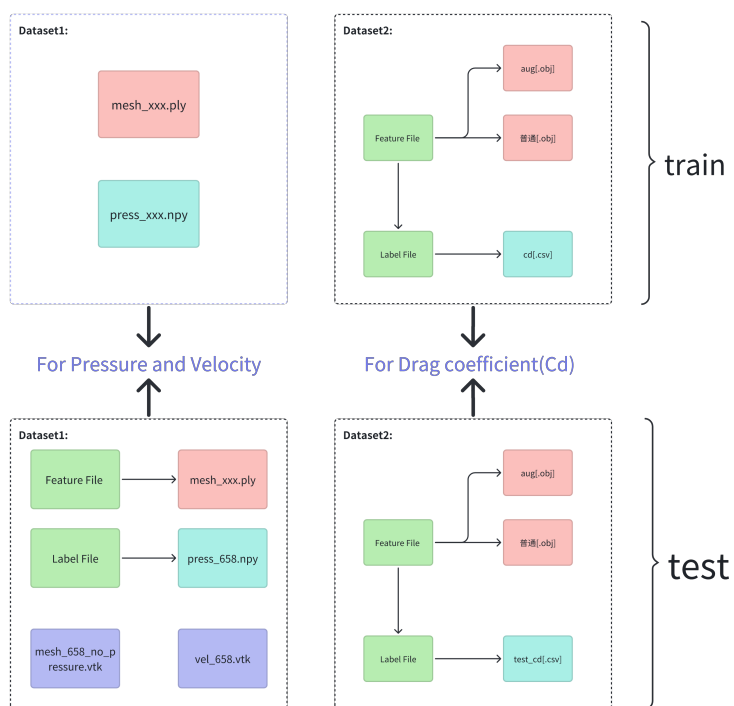 Dataset1:
mesh_xxx.ply
press_xxx.npy
Dataset2:
aug[.obj]
Feature File
普通[.obj]
Label File
cd[.csv]
train
For Pressure and Velocity
For Drag coefficient(Cd)
Dataset1:
Feature File
mesh_xxx.ply
Label File
press_658.npy
mesh_658_no_p
ressure.vtk
vel_658.vtk
Dataset2:
aug[.obj]
Feature File
普通[.obj]
Label File
test_cd[.csv]
test